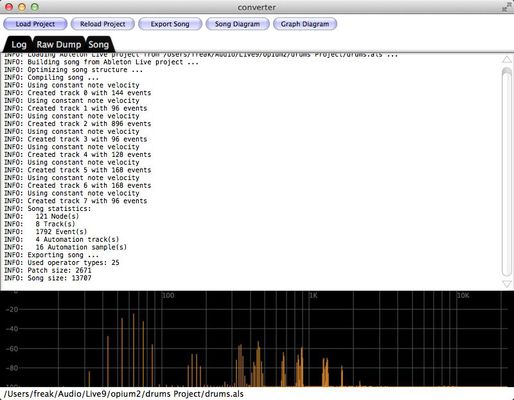 converter
Load Project Reload Project Export Song Song Diagram Graph Diagram
Log Raw Dump Song
INFO: Loading Ableton Live project from /Users/freak/Audio/Live9/opium2/drums Project/drums.als ...
INFO: Building song from Ableton Live project ...
INFO: Optimizing song structure ...
INFO: Compiling song ...
INFO: Using constant note velocity
INFO: Created track 0 with 144 events
INFO: Using constant note velocity
INFO: Created track 1 with 96 events
INFO: Using constant note velocity
INFO: Created track 2 with 896 events
INFO: Using constant note velocity
INFO: Created track 3 with 96 events
INFO: Using constant note velocity
INFO: Created track 4 with 128 events
INFO: Using constant note velocity
INFO: Created track 5 with 168 events
INFO: Using constant note velocity
INFO: Created track 6 with 168 events
INFO: Using constant note velocity
INFO: Created track 7 with 96 events
INFO: Song statistics:
INFO: 121 Node(s)
INFO: 8 Track(s)
INFO: 1792 Event(s)
INFO: 4 Automation track(s)
INFO: 16 Automation sample(s)
INFO: Exporting song ...
INFO: Used operator types: 25
INFO: Patch size: 2671
INFO: Song size: 13707
100 1K 10K
-20
-40
-60
-80
-100
/Users/freak/Audio/Live9/opium2/drums Project/drums.als